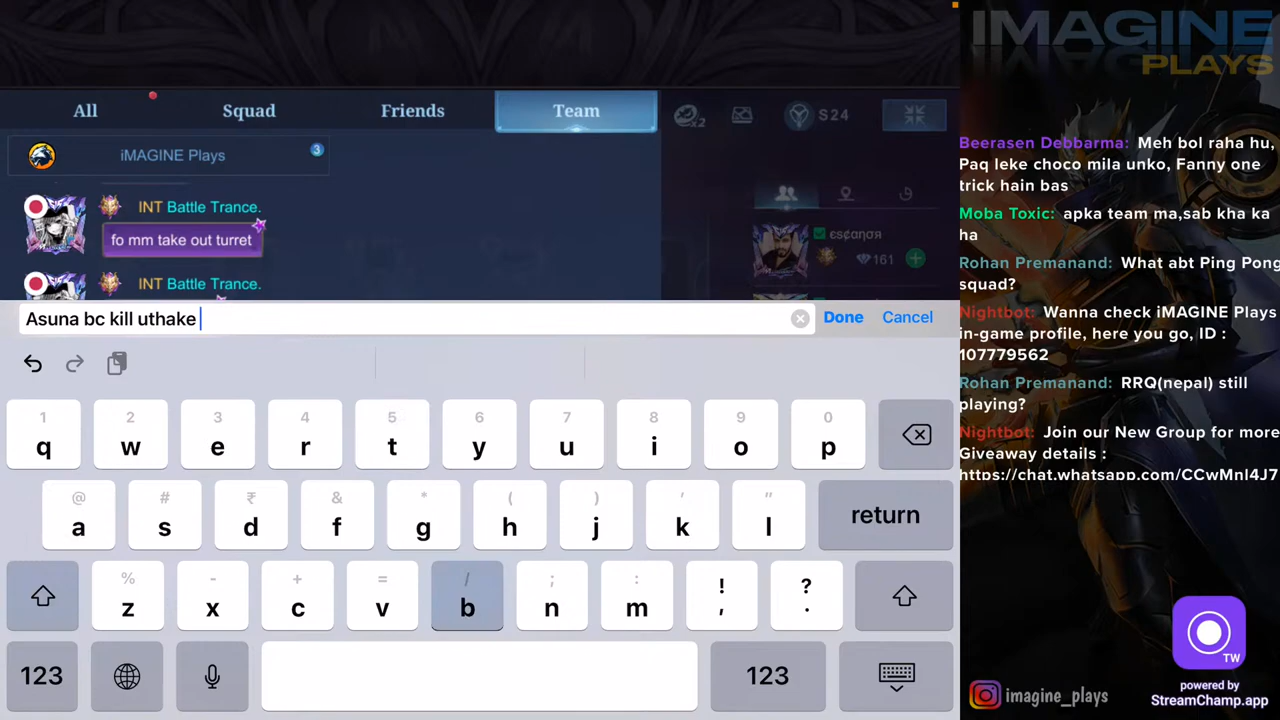 IMAGINE
PLAYS
All
Squad
Friends
Team
x2
S24
iMAGINE Plays
3
INT Battle Trance.
fo mm take out turret
INT Battle Trance.
єѕ¢αησя
161
Asuna bc kill uthake
Done
Cancel
1 2 3 4 5 6 7 8 9 0
q w e r t y u i o p
@ # ₹ & * ( ) ' "
a s d f g h j k l
return
% - + = / ; : ! ?
z x c v b n m , .
123
123
Beerasen Debbarma: Meh bol raha hu,
Paq leke choco mila unko, Fanny one
trick hain bas
Moba Toxic: apka team ma,sab kha ka
ha
Rohan Premanand: What abt Ping Pong
squad?
Nightbot: Wanna check iMAGINE Plays
in-game profile, here you go, ID :
107779562
Rohan Premanand: RRQ(nepal) still
playing?
Nightbot: Join our New Group for more
Giveaway details :
https://chat.whatsapp.com/CCwMnI4J7
TW
imagine_plays
powered by
StreamChamp.app